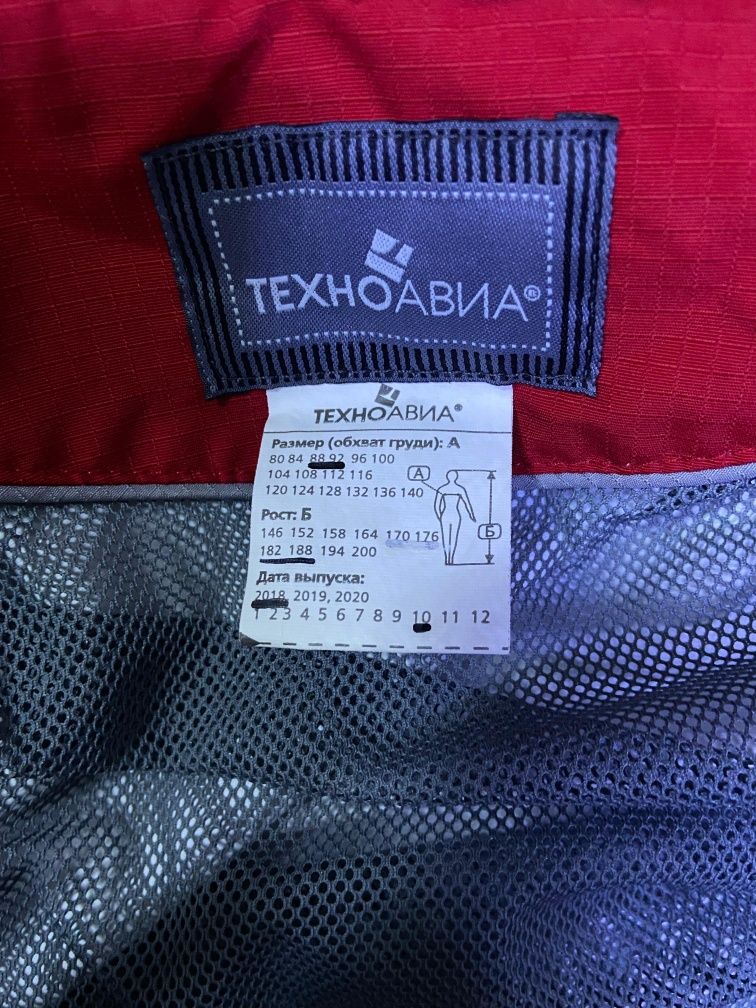 ТЕХНОАВИА®
ТЕХНОАВИА®
Размер (обхват груди): А
80 84 88 92 96 100
104 108 112 116
120 124 128 132 136 140
А
Рост: Б
146 152 158 164 170 176
Б
182 188 194 200
Дата выпуска:
2018, 2019, 2020
1 2 3 4 5 6 7 8 9 10 11 12